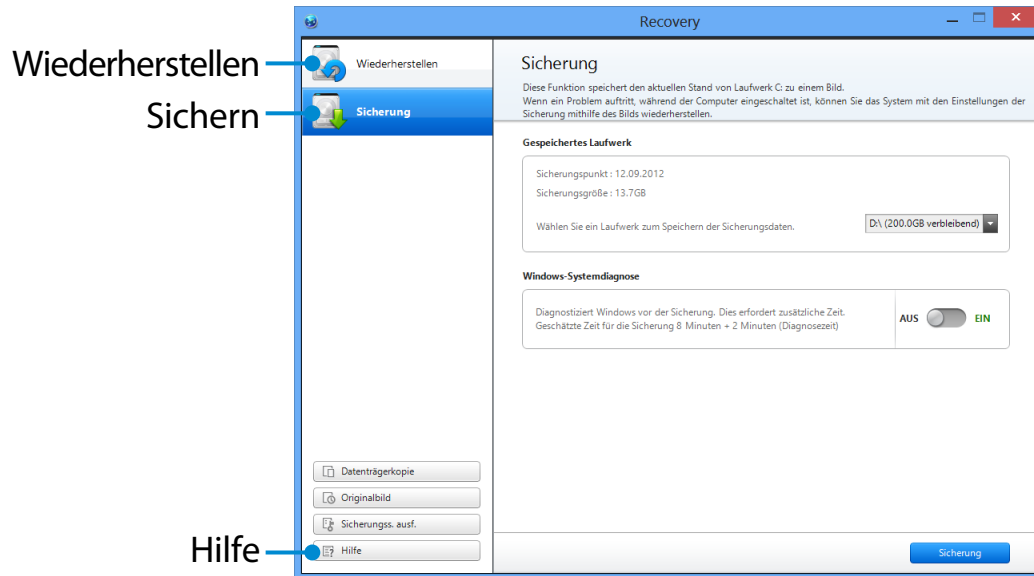 Recovery
Wiederherstellen
Wiederherstellen
Sichern
Sicherung
Sicherung
Diese Funktion speichert den aktuellen Stand von Laufwerk C: zu einem Bild.
Wenn ein Problem auftritt, während der Computer eingeschaltet ist, können Sie das System mit den Einstellungen der
Sicherung mithilfe des Bilds wiederherstellen.
Gespeichertes Laufwerk
Sicherungspunkt : 12.09.2012
Sicherungsgröße : 13.7GB
Wählen Sie ein Laufwerk zum Speichern der Sicherungsdaten.
D:\ (200.0GB verbleibend)
Windows-Systemdiagnose
Diagnostiziert Windows vor der Sicherung. Dies erfordert zusätzliche Zeit.
Geschätzte Zeit für die Sicherung 8 Minuten + 2 Minuten (Diagnosezeit)
AUS
EIN
Datenträgerkopie
Originalbild
Sicherungss. ausf.
Hilfe
Hilfe
Sicherung